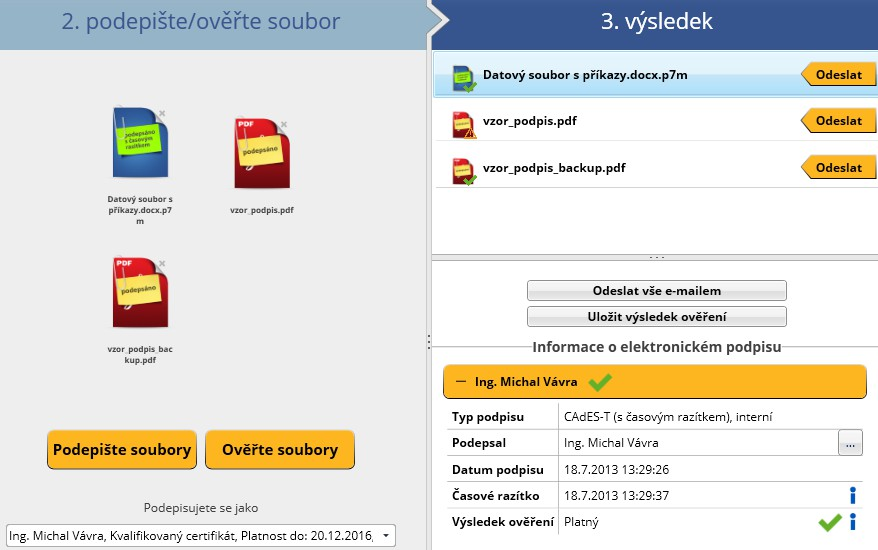 2. podepište/ověřte soubor
podepsáno
s časovým
razítkem
Datový soubor s
příkazy.docx.p7
m
PDF
podepsáno
vzor_podpis.pdf
PDF
podepsáno
vzor_podpis_bac
kup.pdf
Podepište soubory
Ověřte soubory
Podepisujete se jako
Ing. Michal Vávra, Kvalifikovaný certifikát, Platnost do: 20.12.2016,
3. výsledek
Datový soubor s příkazy.docx.p7m
Odeslat
vzor_podpis.pdf
Odeslat
vzor_podpis_backup.pdf
Odeslat
Odeslat vše e-mailem
Uložit výsledek ověření
Informace o elektronickém podpisu
Ing. Michal Vávra
Typ podpisu CAdES-T (s časovým razítkem), interní
Podepsal Ing. Michal Vávra ...
Datum podpisu 18.7.2013 13:29:26
Časové razítko 18.7.2013 13:29:37
Výsledek ověření Platný